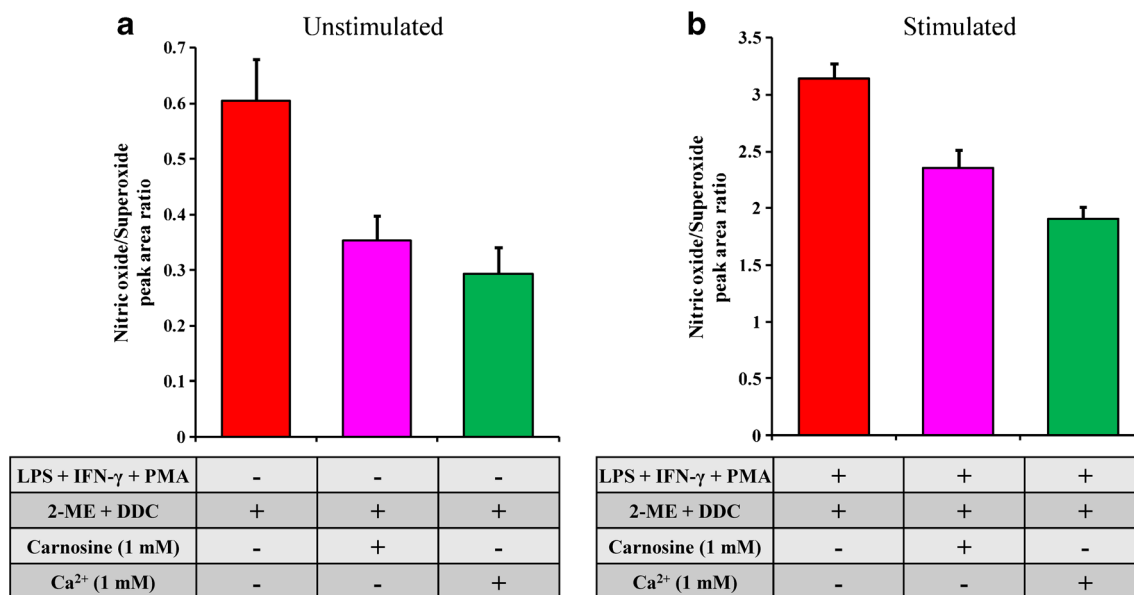 a Unstimulated
Nitric oxide/Superoxide
peak area ratio
0.7
0.6
0.5
0.4
0.3
0.2
0.1
0
LPS + IFN-γ + PMA - - -
2-ME + DDC + + +
Carnosine (1 mM) - + -
Ca²⁺ (1 mM) - - +
b Stimulated
Nitric oxide/Superoxide
peak area ratio
3.5
3
2.5
2
1.5
1
0.5
0
LPS + IFN-γ + PMA + + +
2-ME + DDC + + +
Carnosine (1 mM) - + -
Ca²⁺ (1 mM) - - +